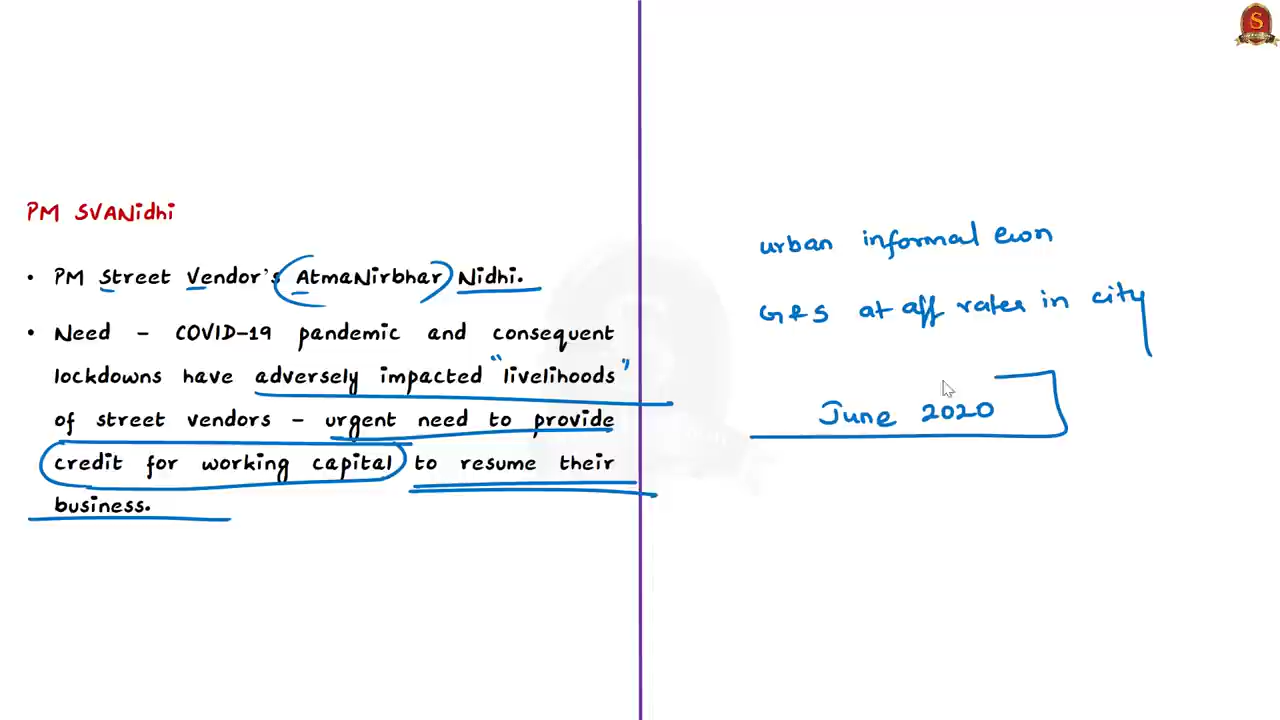 PM SVANidhi
• PM Street Vendor's AtmaNirbhar Nidhi.
• Need – COVID-19 pandemic and consequent
lockdowns have adversely impacted "livelihoods"
of street vendors – urgent need to provide
credit for working capital to resume their
business.
urban informal econ
G&S at aff rates in city
June 2020